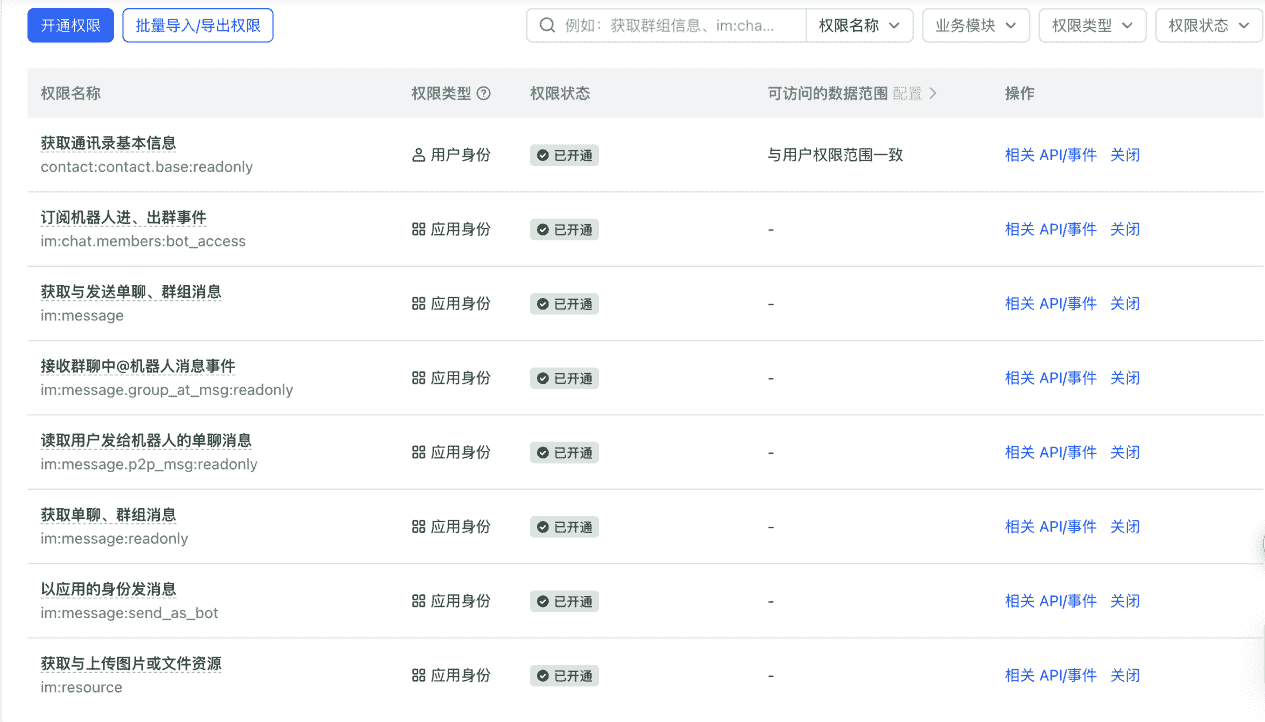 开通权限 批量导入/导出权限 例如：获取群组信息、im:cha... 权限名称 业务模块 权限类型 权限状态
权限名称 权限类型 权限状态 可访问的数据范围 配置 操作
获取通讯录基本信息
contact:contact.base:readonly
用户身份 已开通 与用户权限范围一致 相关 API/事件 关闭
订阅机器人进、出群事件
im:chat.members:bot_access
应用身份 已开通 - 相关 API/事件 关闭
获取与发送单聊、群组消息
im:message
应用身份 已开通 - 相关 API/事件 关闭
接收群聊中@机器人消息事件
im:message.group_at_msg:readonly
应用身份 已开通 - 相关 API/事件 关闭
读取用户发给机器人的单聊消息
im:message.p2p_msg:readonly
应用身份 已开通 - 相关 API/事件 关闭
获取单聊、群组消息
im:message:readonly
应用身份 已开通 - 相关 API/事件 关闭
以应用的身份发消息
im:message:send_as_bot
应用身份 已开通 - 相关 API/事件 关闭
获取与上传图片或文件资源
im:resource
应用身份 已开通 - 相关 API/事件 关闭